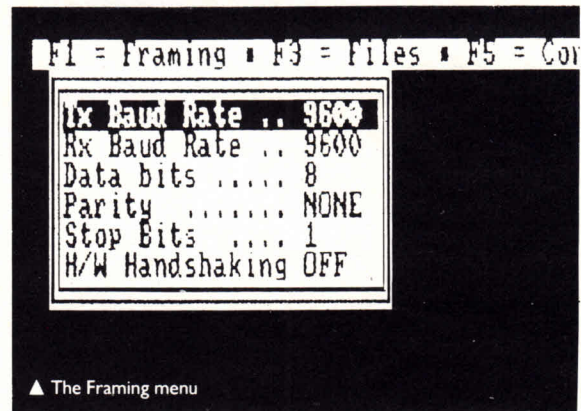 F1 = Framing ▪ F3 = Files ▪ F5 = Con
Tx Baud Rate .. 9600
Rx Baud Rate .. 9600
Data bits ..... 8
Parity ....... NONE
Stop Bits .... 1
H/W Handshaking OFF
▲ The Framing menu